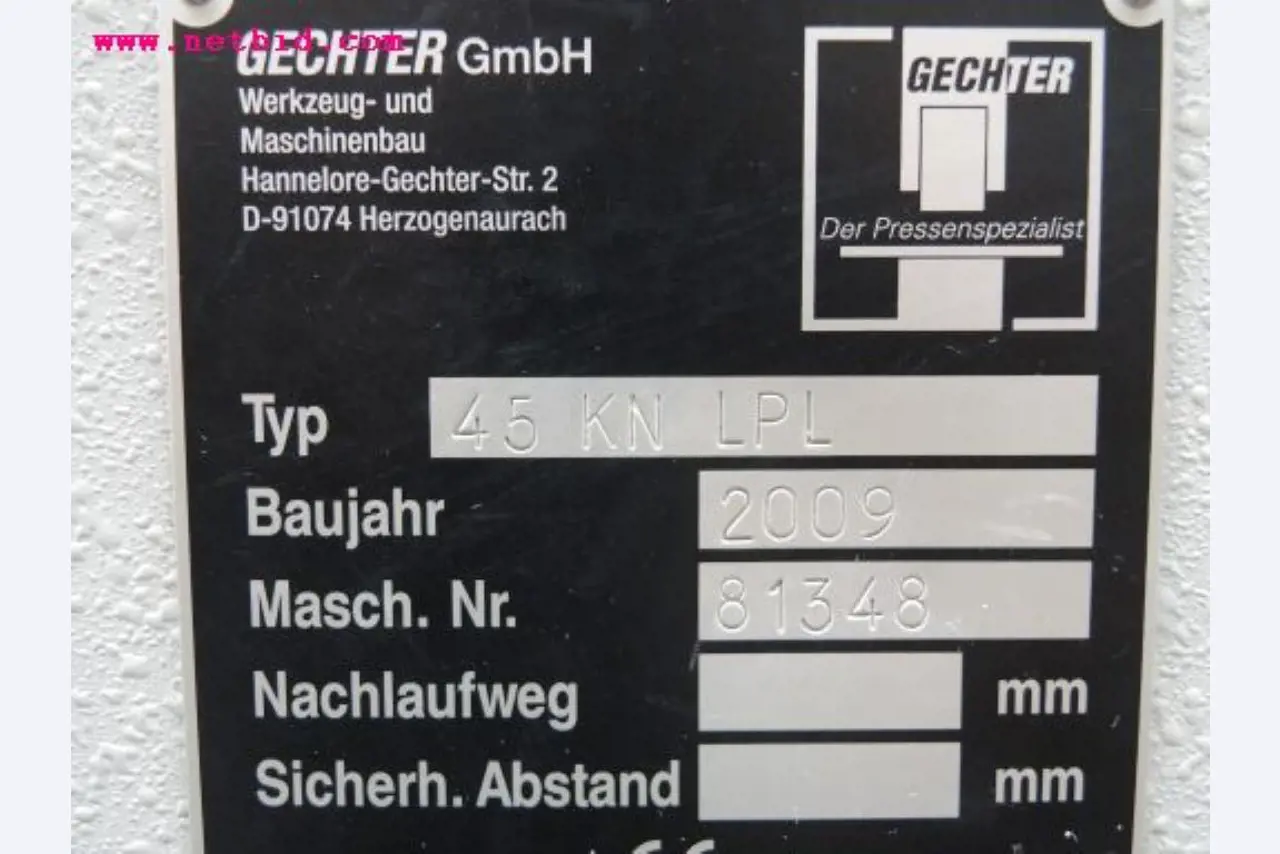 www.netbid.com
GECHTER GmbH
Werkzeug- und
Maschinenbau
Hannelore-Gechter-Str. 2
D-91074 Herzogenaurach
GECHTER
Der Pressenspezialist
Typ 45 KN LPL
Baujahr 2009
Masch. Nr. 81348
Nachlaufweg mm
Sicherh. Abstand mm